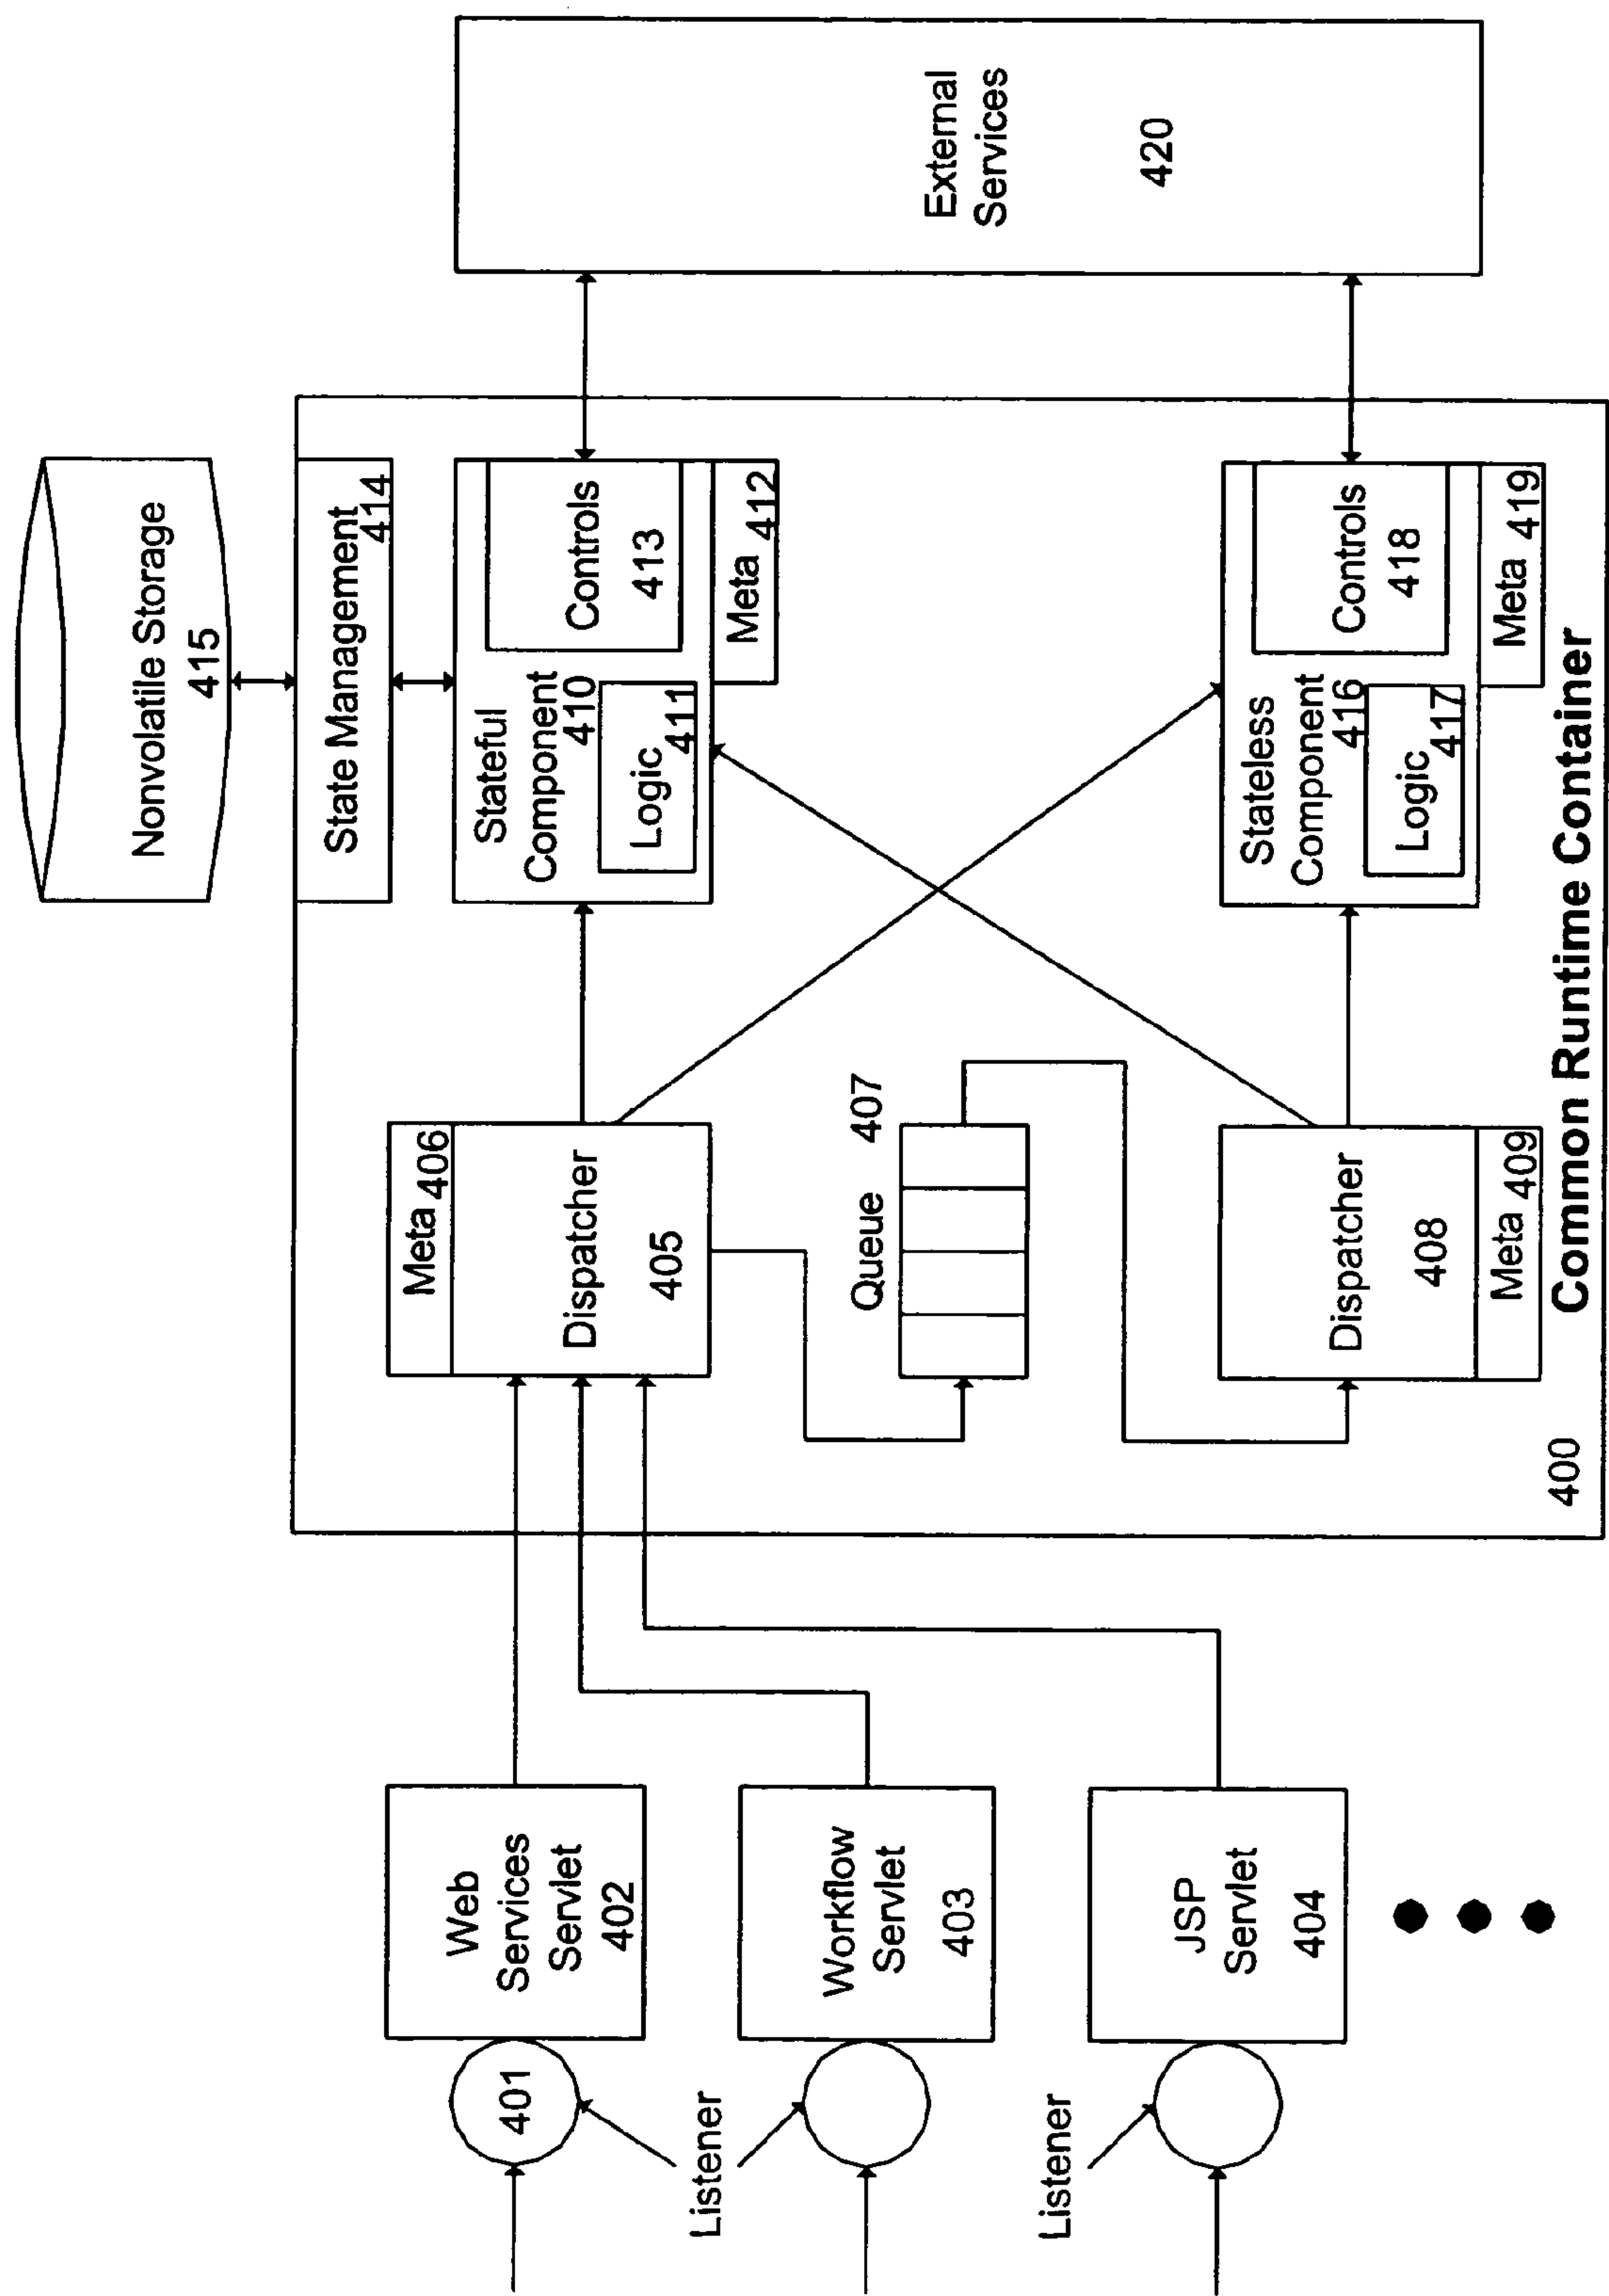 Nonvolatile Storage
415
State Management
414
Web
Services
Servlet
402
401
Listener
Workflow
Servlet
403
Listener
JSP
Servlet
404
Meta 406
Dispatcher
405
Queue 407
Dispatcher
408
Meta 409
Stateful
Component
410
Logic
411
Controls
413
Meta 412
Stateless
Component
416
Logic
417
Controls
418
Meta 419
External
Services
420
400
Common Runtime Container